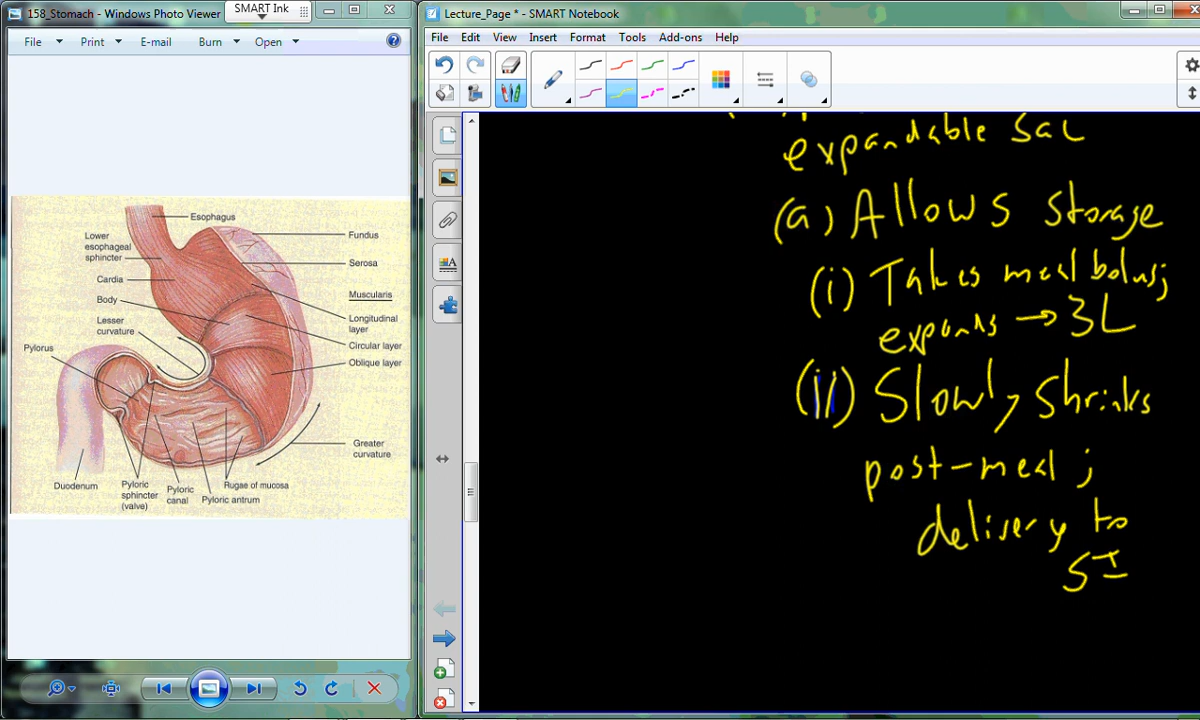 158_Stomach - Windows Photo Viewer
SMART Ink
File Print E-mail Burn Open
Esophagus
Lower
esophageal
sphincter
Fundus
Serosa
Cardia
Body
Muscularis
Lesser
curvature
Longitudinal
layer
Circular layer
Pylorus
Oblique layer
Greater
curvature
Duodenum
Pyloric
sphincter
(valve)
Pyloric
canal
Rugae of mucosa
Pyloric antrum
Lecture_Page * - SMART Notebook
File Edit View Insert Format Tools Add-ons Help
expandable sac
(a) Allows storage
(i) Takes meal bolus;
expands → 3L
(ii) Slowly shrinks
post-meal;
delivery to
SI